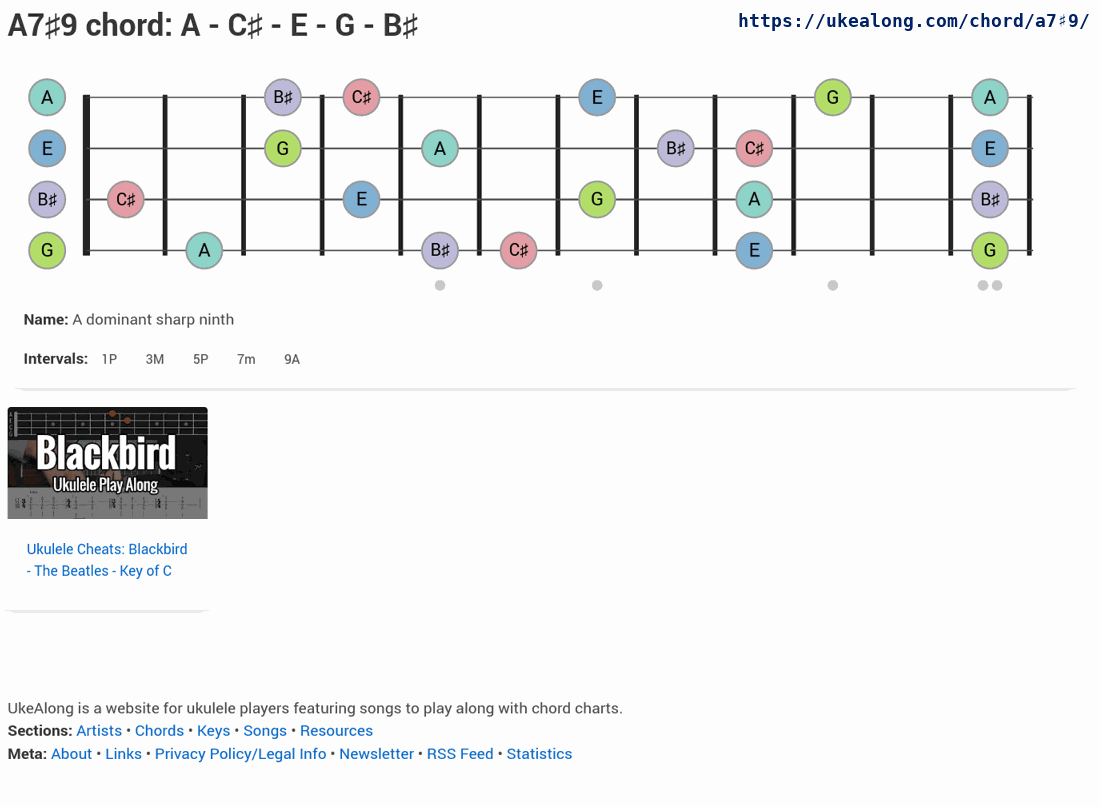 A7♯9 chord: A - C♯ - E - G - B♯
https://ukealong.com/chord/a7♯9/
A B♯ C♯ E G A
E G A B♯ C♯ E
B♯ C♯ E G A B♯
G A B♯ C♯ E G
Name: A dominant sharp ninth
Intervals: 1P 3M 5P 7m 9A
Blackbird
Ukulele Play Along
Ukulele Cheats: Blackbird
- The Beatles - Key of C
UkeAlong is a website for ukulele players featuring songs to play along with chord charts.
Sections: Artists • Chords • Keys • Songs • Resources
Meta: About • Links • Privacy Policy/Legal Info • Newsletter • RSS Feed • Statistics